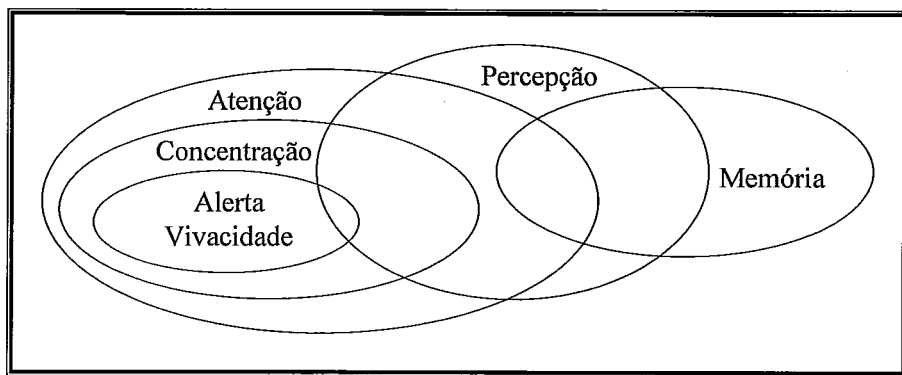 Percepção
Atenção
Concentração
Alerta
Vivacidade
Memória